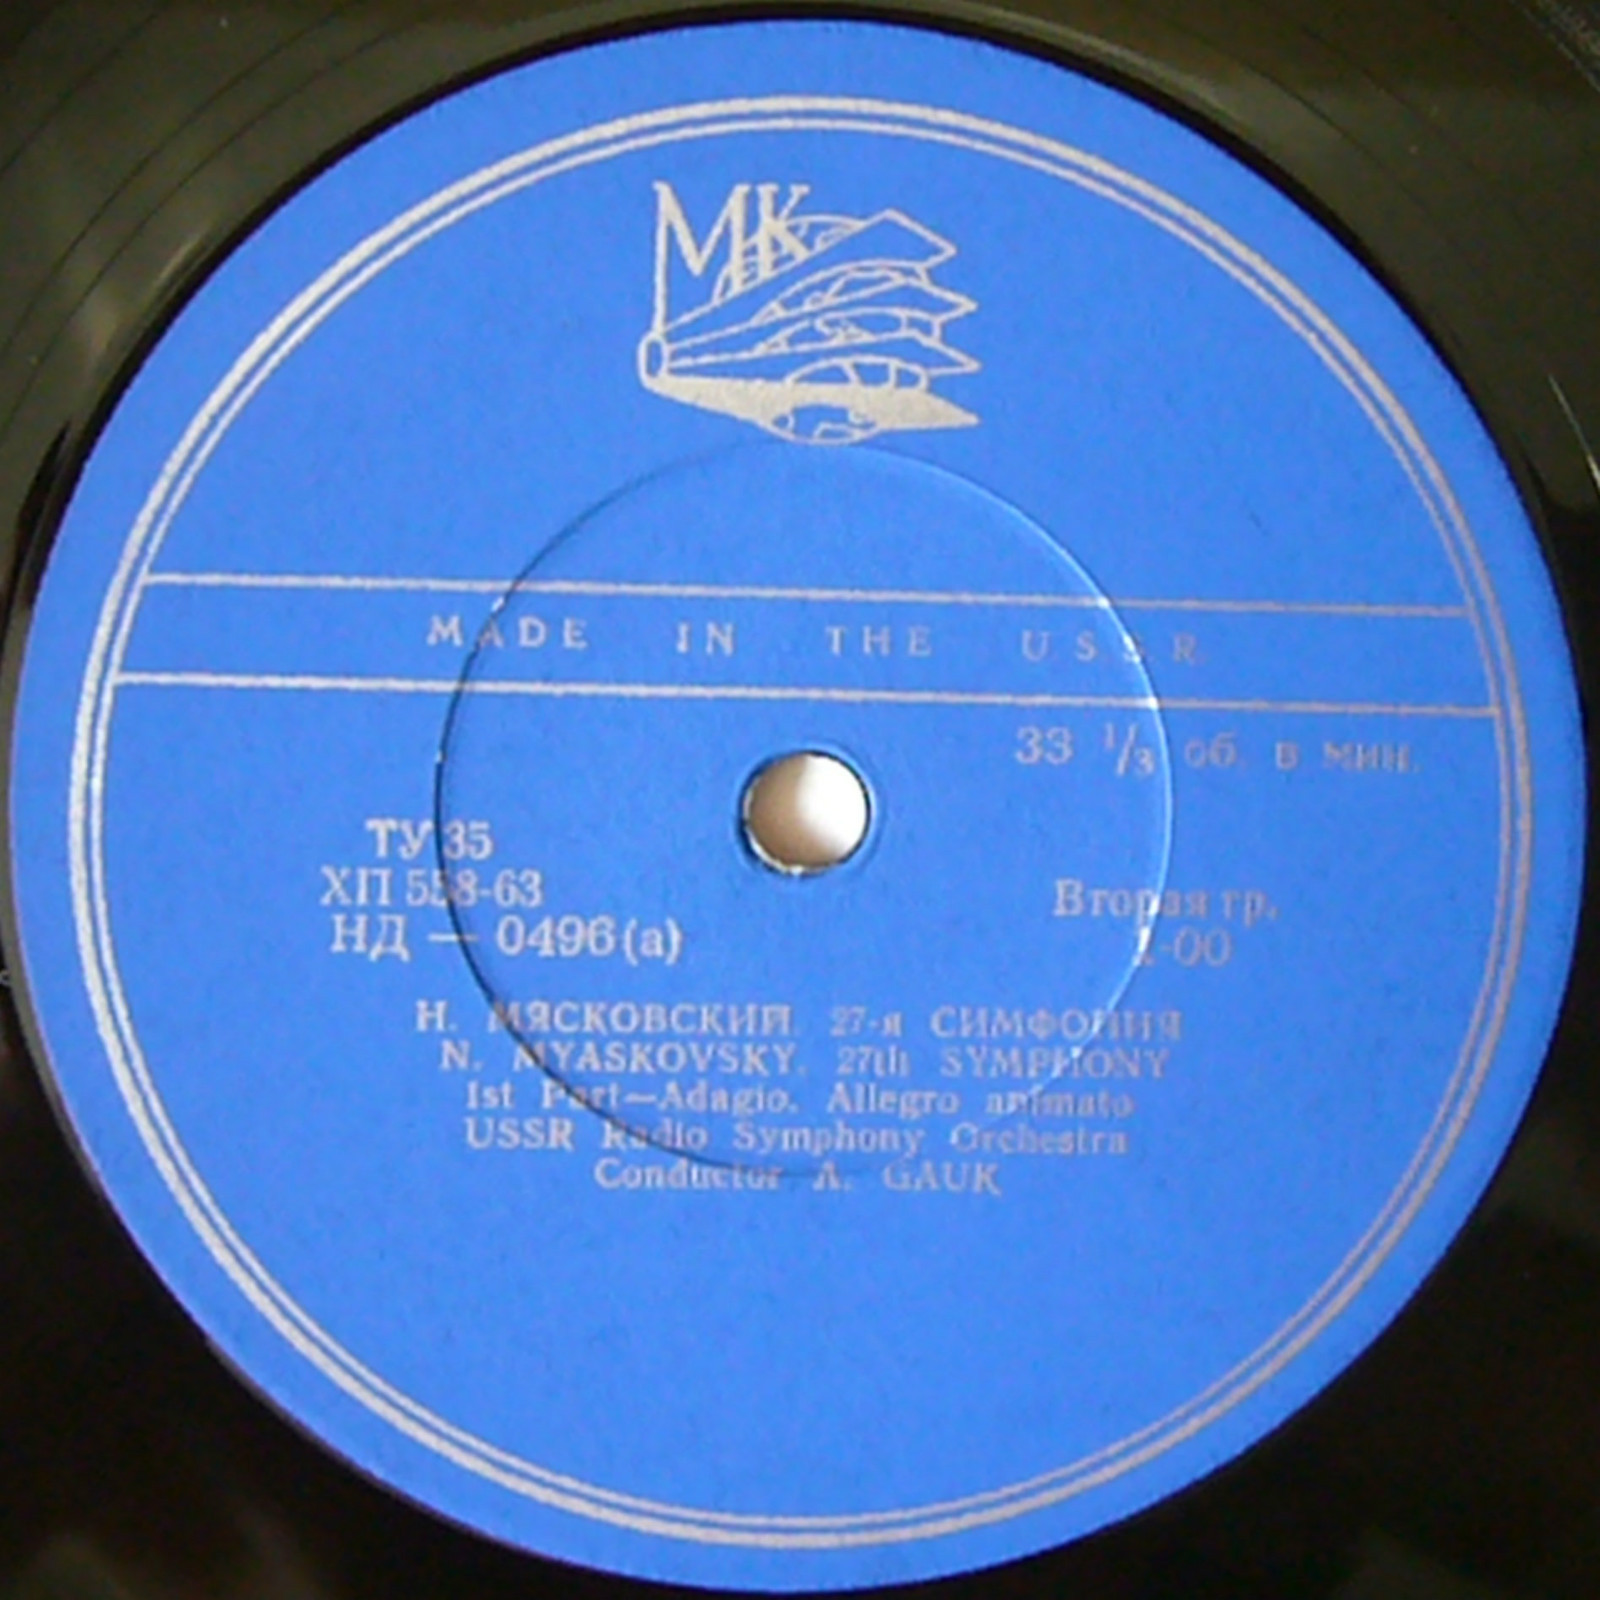 МК
MADE IN THE U.S.S.R.
33 1/3 об. в мин.
ТУ 35
ХП 558-63
НД — 0496 (а)
Вторая гр.
Н. МЯСКОВСКИЙ. 27-я СИМФОНИЯ
N. MYASKOVSKY. 27th SYMPHONY
1st Part—Adagio. Allegro animato
USSR Radio Symphony Orchestra
Conductor A. GAUK